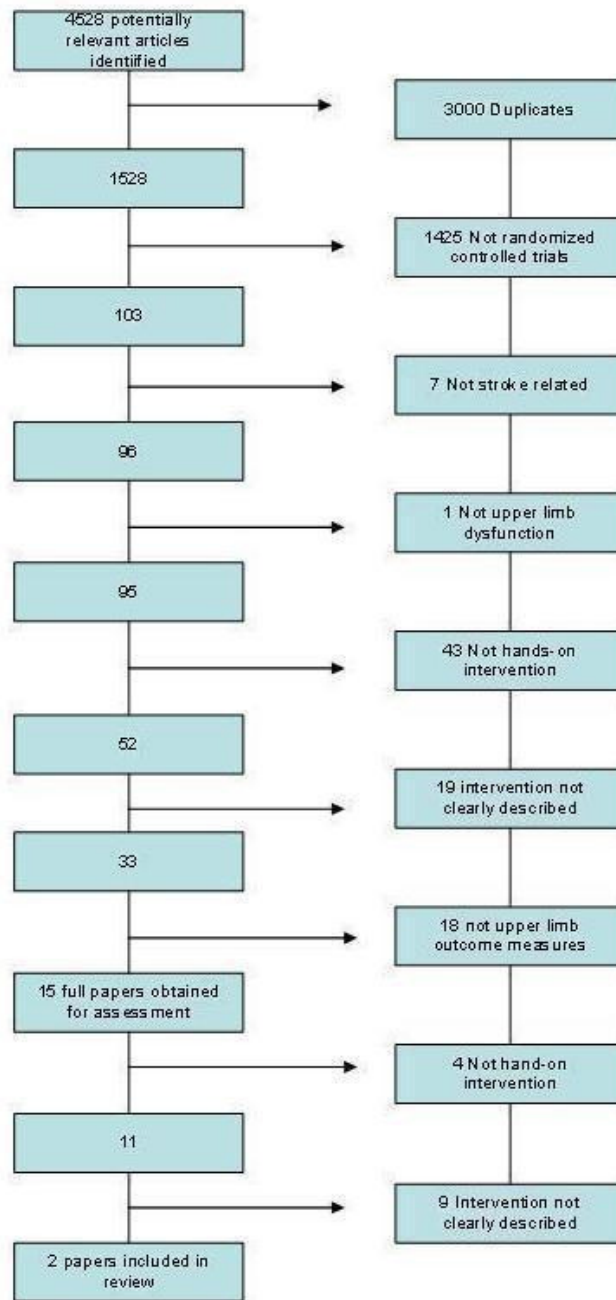 4528 potentially
relevant articles
identiified
3000 Duplicates
1528
1425 Not randomized
controlled trials
103
7 Not stroke related
96
1 Not upper limb
dysfunction
95
43 Not hands-on
intervention
52
19 intervention not
clearly described
33
18 not upper limb
outcome measures
15 full papers obtained
for assessment
4 Not hand-on
intervention
11
9 Intervention not
clearly described
2 papers included in
review